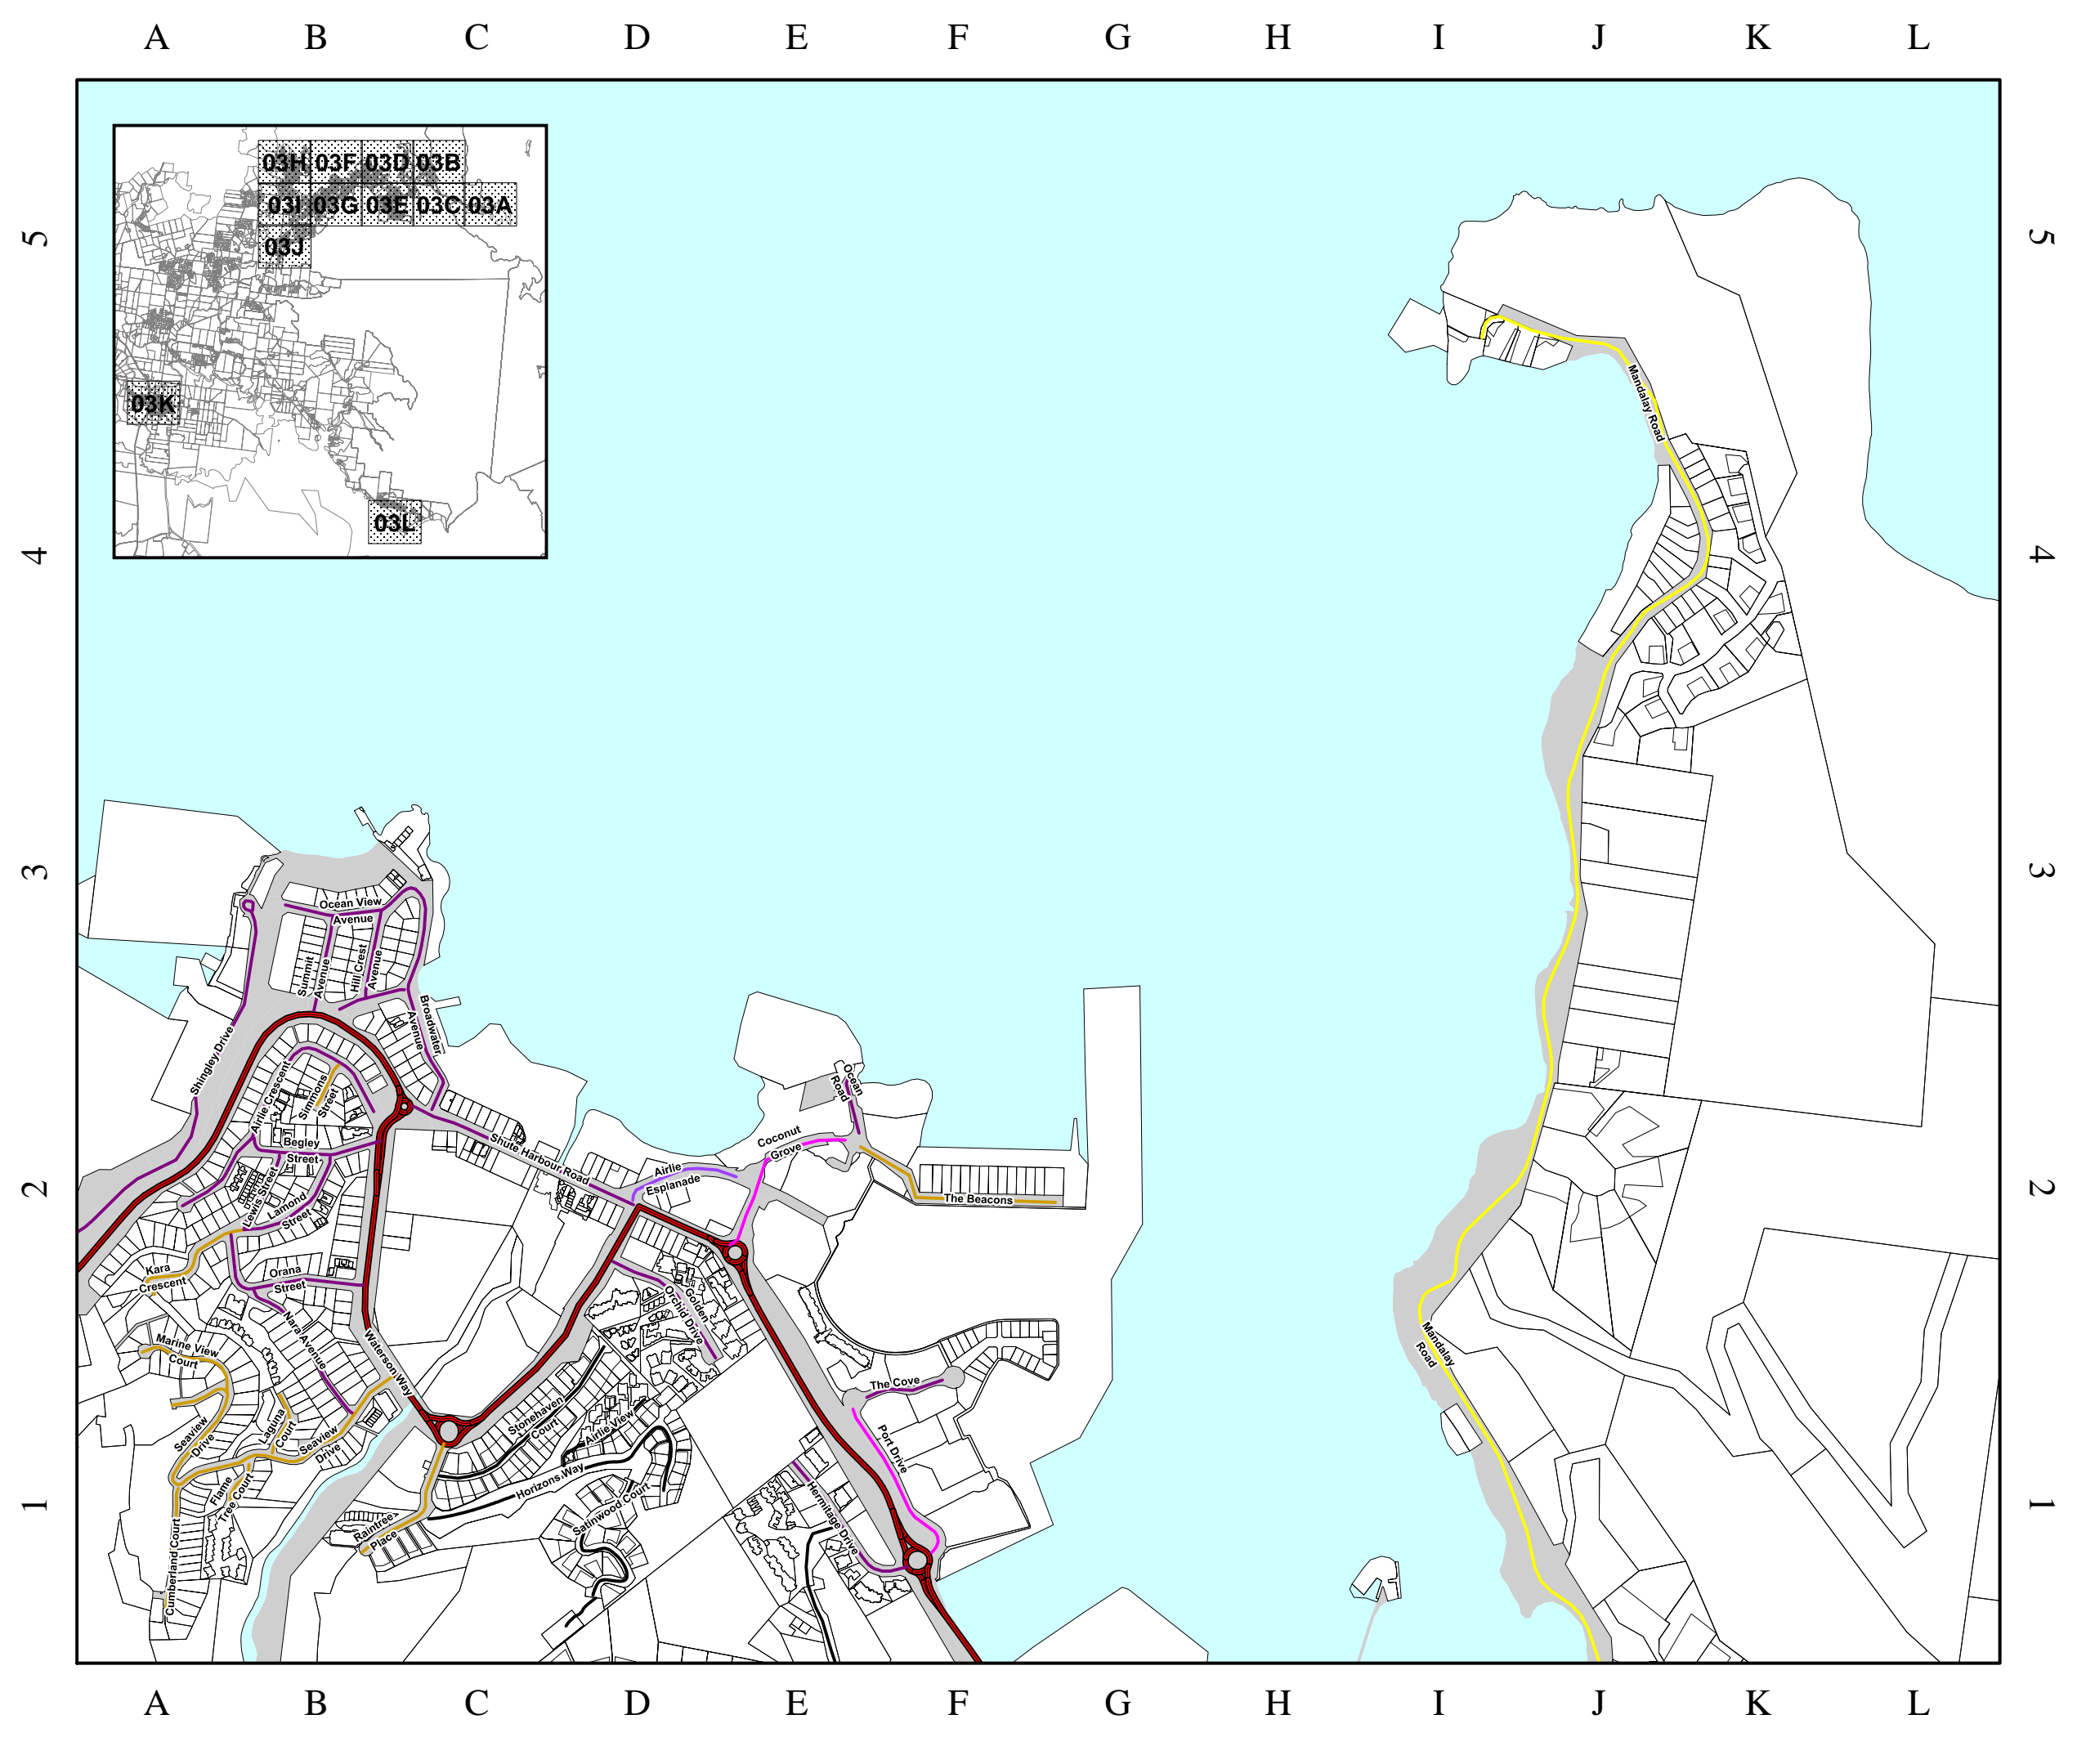 A B C D E F G H I J K L
03H 03F 03D 03B
03I 03G 03E 03C 03A
03J
03K
03L
5
5
4
4
3
3
2
2
1
1
Mandalay Road
Ocean View
Avenue
Summit
Avenue
Hill Crest
Avenue
Broadwater
Avenue
Shingley Drive
Airlie Crescent
Simmons
Street
Begley
Street
Lewis Street
Lamond
Street
Kara
Crescent
Orana
Street
Nara Avenue
Waterson Way
Marine View
Court
Seaview
Drive
Laguna
Court
Seaview
Drive
Flame
Tree Court
Cumberland Court
Raintree
Place
Shute Harbour Road
Airlie
Esplanade
Coconut
Grove
Ocean
Road
The Beacons
Golden
Orchid Drive
Stonehaven
Court
Airlie View
Horizons Way
Satinwood Court
Hermitage Drive
The Cove
Port Drive
Mandalay
Road
A B C D E F G H I J K L